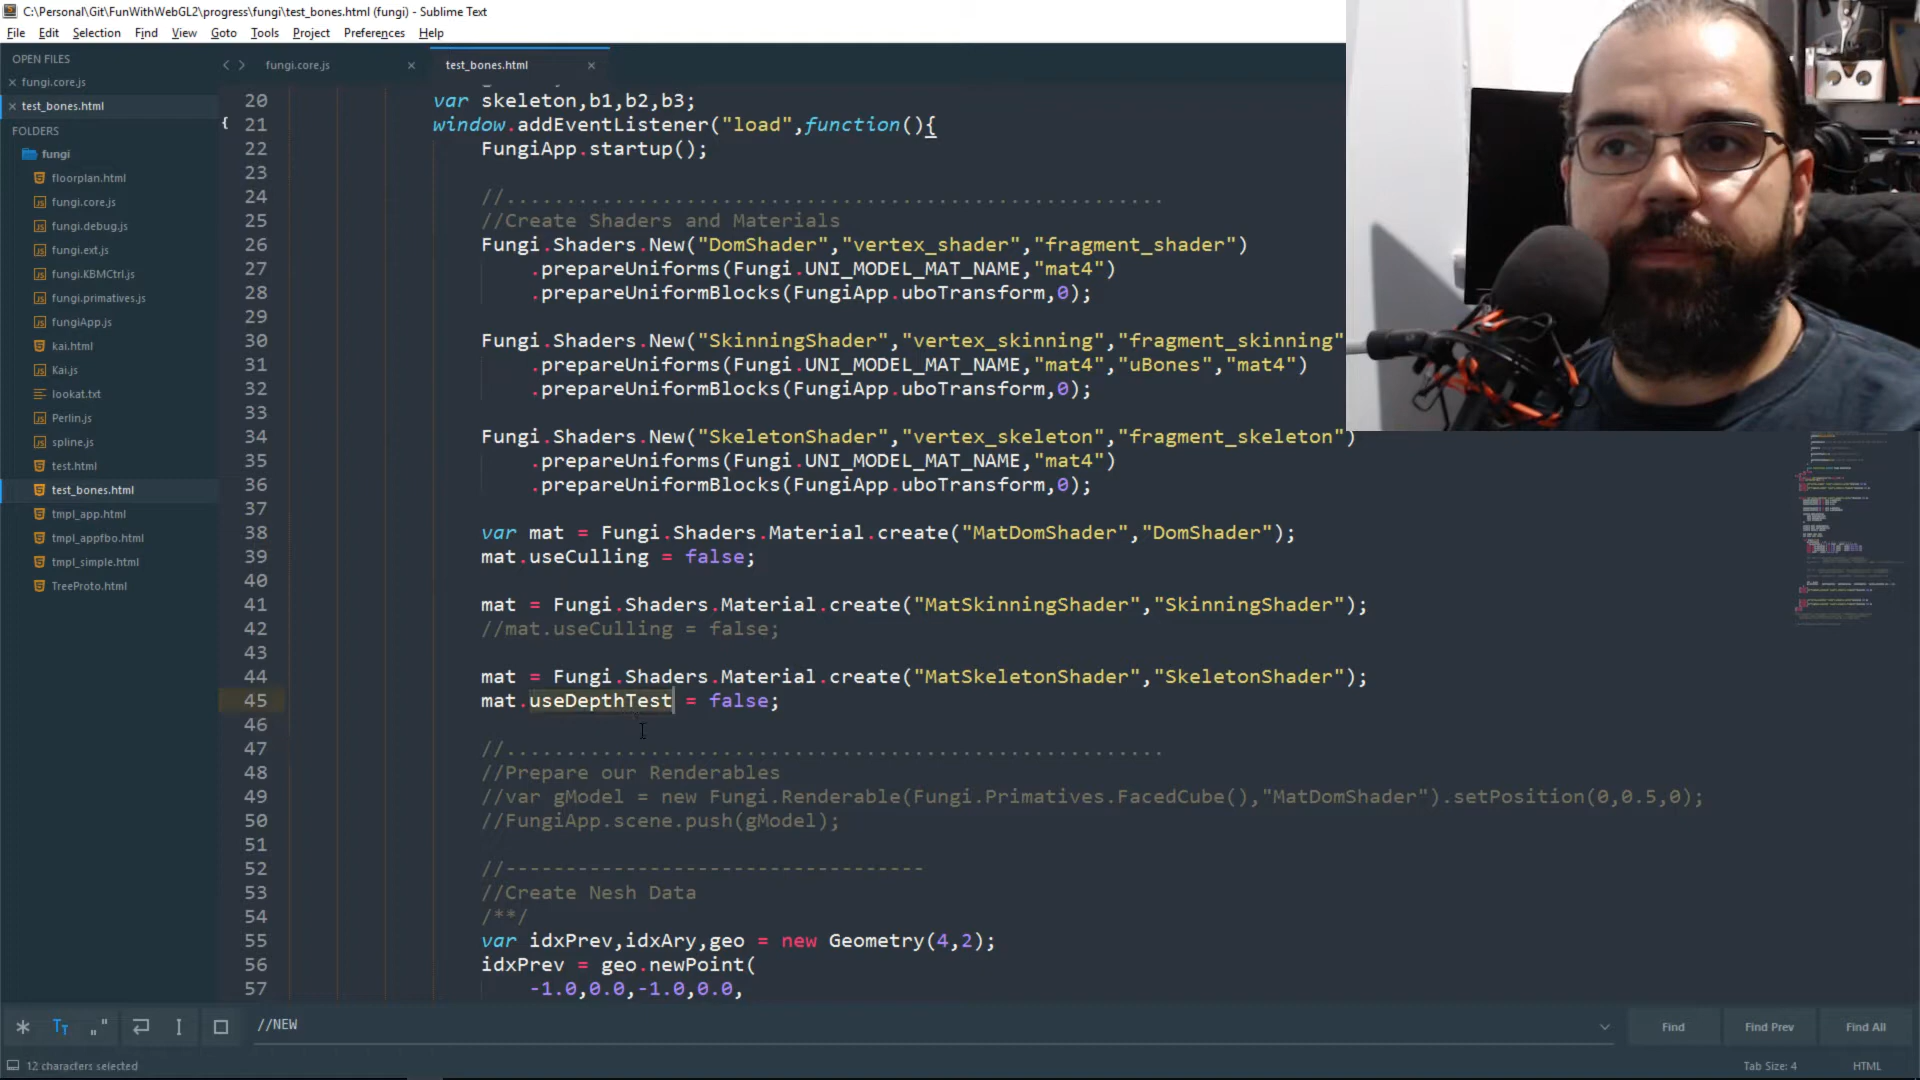 C:\Personal\Git\FunWithWebGL2\progress\fungi\test_bones.html (fungi) - Sublime Text
File Edit Selection Find View Goto Tools Project Preferences Help
OPEN FILES
fungi.core.js
test_bones.html
FOLDERS
fungi
floorplan.html
fungi.core.js
fungi.debug.js
fungi.ext.js
fungi.KBMCtrl.js
fungi.primatives.js
fungiApp.js
kai.html
Kai.js
lookat.txt
Perlin.js
spline.js
test.html
test_bones.html
tmpl_app.html
tmpl_appfbo.html
tmpl_simple.html
TreeProto.html
fungi.core.js
test_bones.html
20 var skeleton,b1,b2,b3;
21 window.addEventListener("load",function(){
22 FungiApp.startup();
23
24 //.......................................................
25 //Create Shaders and Materials
26 Fungi.Shaders.New("DomShader","vertex_shader","fragment_shader")
27 .prepareUniforms(Fungi.UNI_MODEL_MAT_NAME,"mat4")
28 .prepareUniformBlocks(FungiApp.uboTransform,0);
29
30 Fungi.Shaders.New("SkinningShader","vertex_skinning","fragment_skinning"
31 .prepareUniforms(Fungi.UNI_MODEL_MAT_NAME,"mat4","uBones","mat4")
32 .prepareUniformBlocks(FungiApp.uboTransform,0);
33
34 Fungi.Shaders.New("SkeletonShader","vertex_skeleton","fragment_skeleton")
35 .prepareUniforms(Fungi.UNI_MODEL_MAT_NAME,"mat4")
36 .prepareUniformBlocks(FungiApp.uboTransform,0);
37
38 var mat = Fungi.Shaders.Material.create("MatDomShader","DomShader");
39 mat.useCulling = false;
40
41 mat = Fungi.Shaders.Material.create("MatSkinningShader","SkinningShader");
42 //mat.useCulling = false;
43
44 mat = Fungi.Shaders.Material.create("MatSkeletonShader","SkeletonShader");
45 mat.useDepthTest = false;
46
47 //.......................................................
48 //Prepare our Renderables
49 //var gModel = new Fungi.Renderable(Fungi.Primatives.FacedCube(),"MatDomShader").setPosition(0,0.5,0);
50 //FungiApp.scene.push(gModel);
51
52 //-----------------------------------
53 //Create Nesh Data
54 /**/
55 var idxPrev,idxAry,geo = new Geometry(4,2);
56 idxPrev = geo.newPoint(
57 -1.0,0.0,-1.0,0.0,
//NEW
Find Find Prev Find All
12 characters selected
Tab Size: 4 HTML